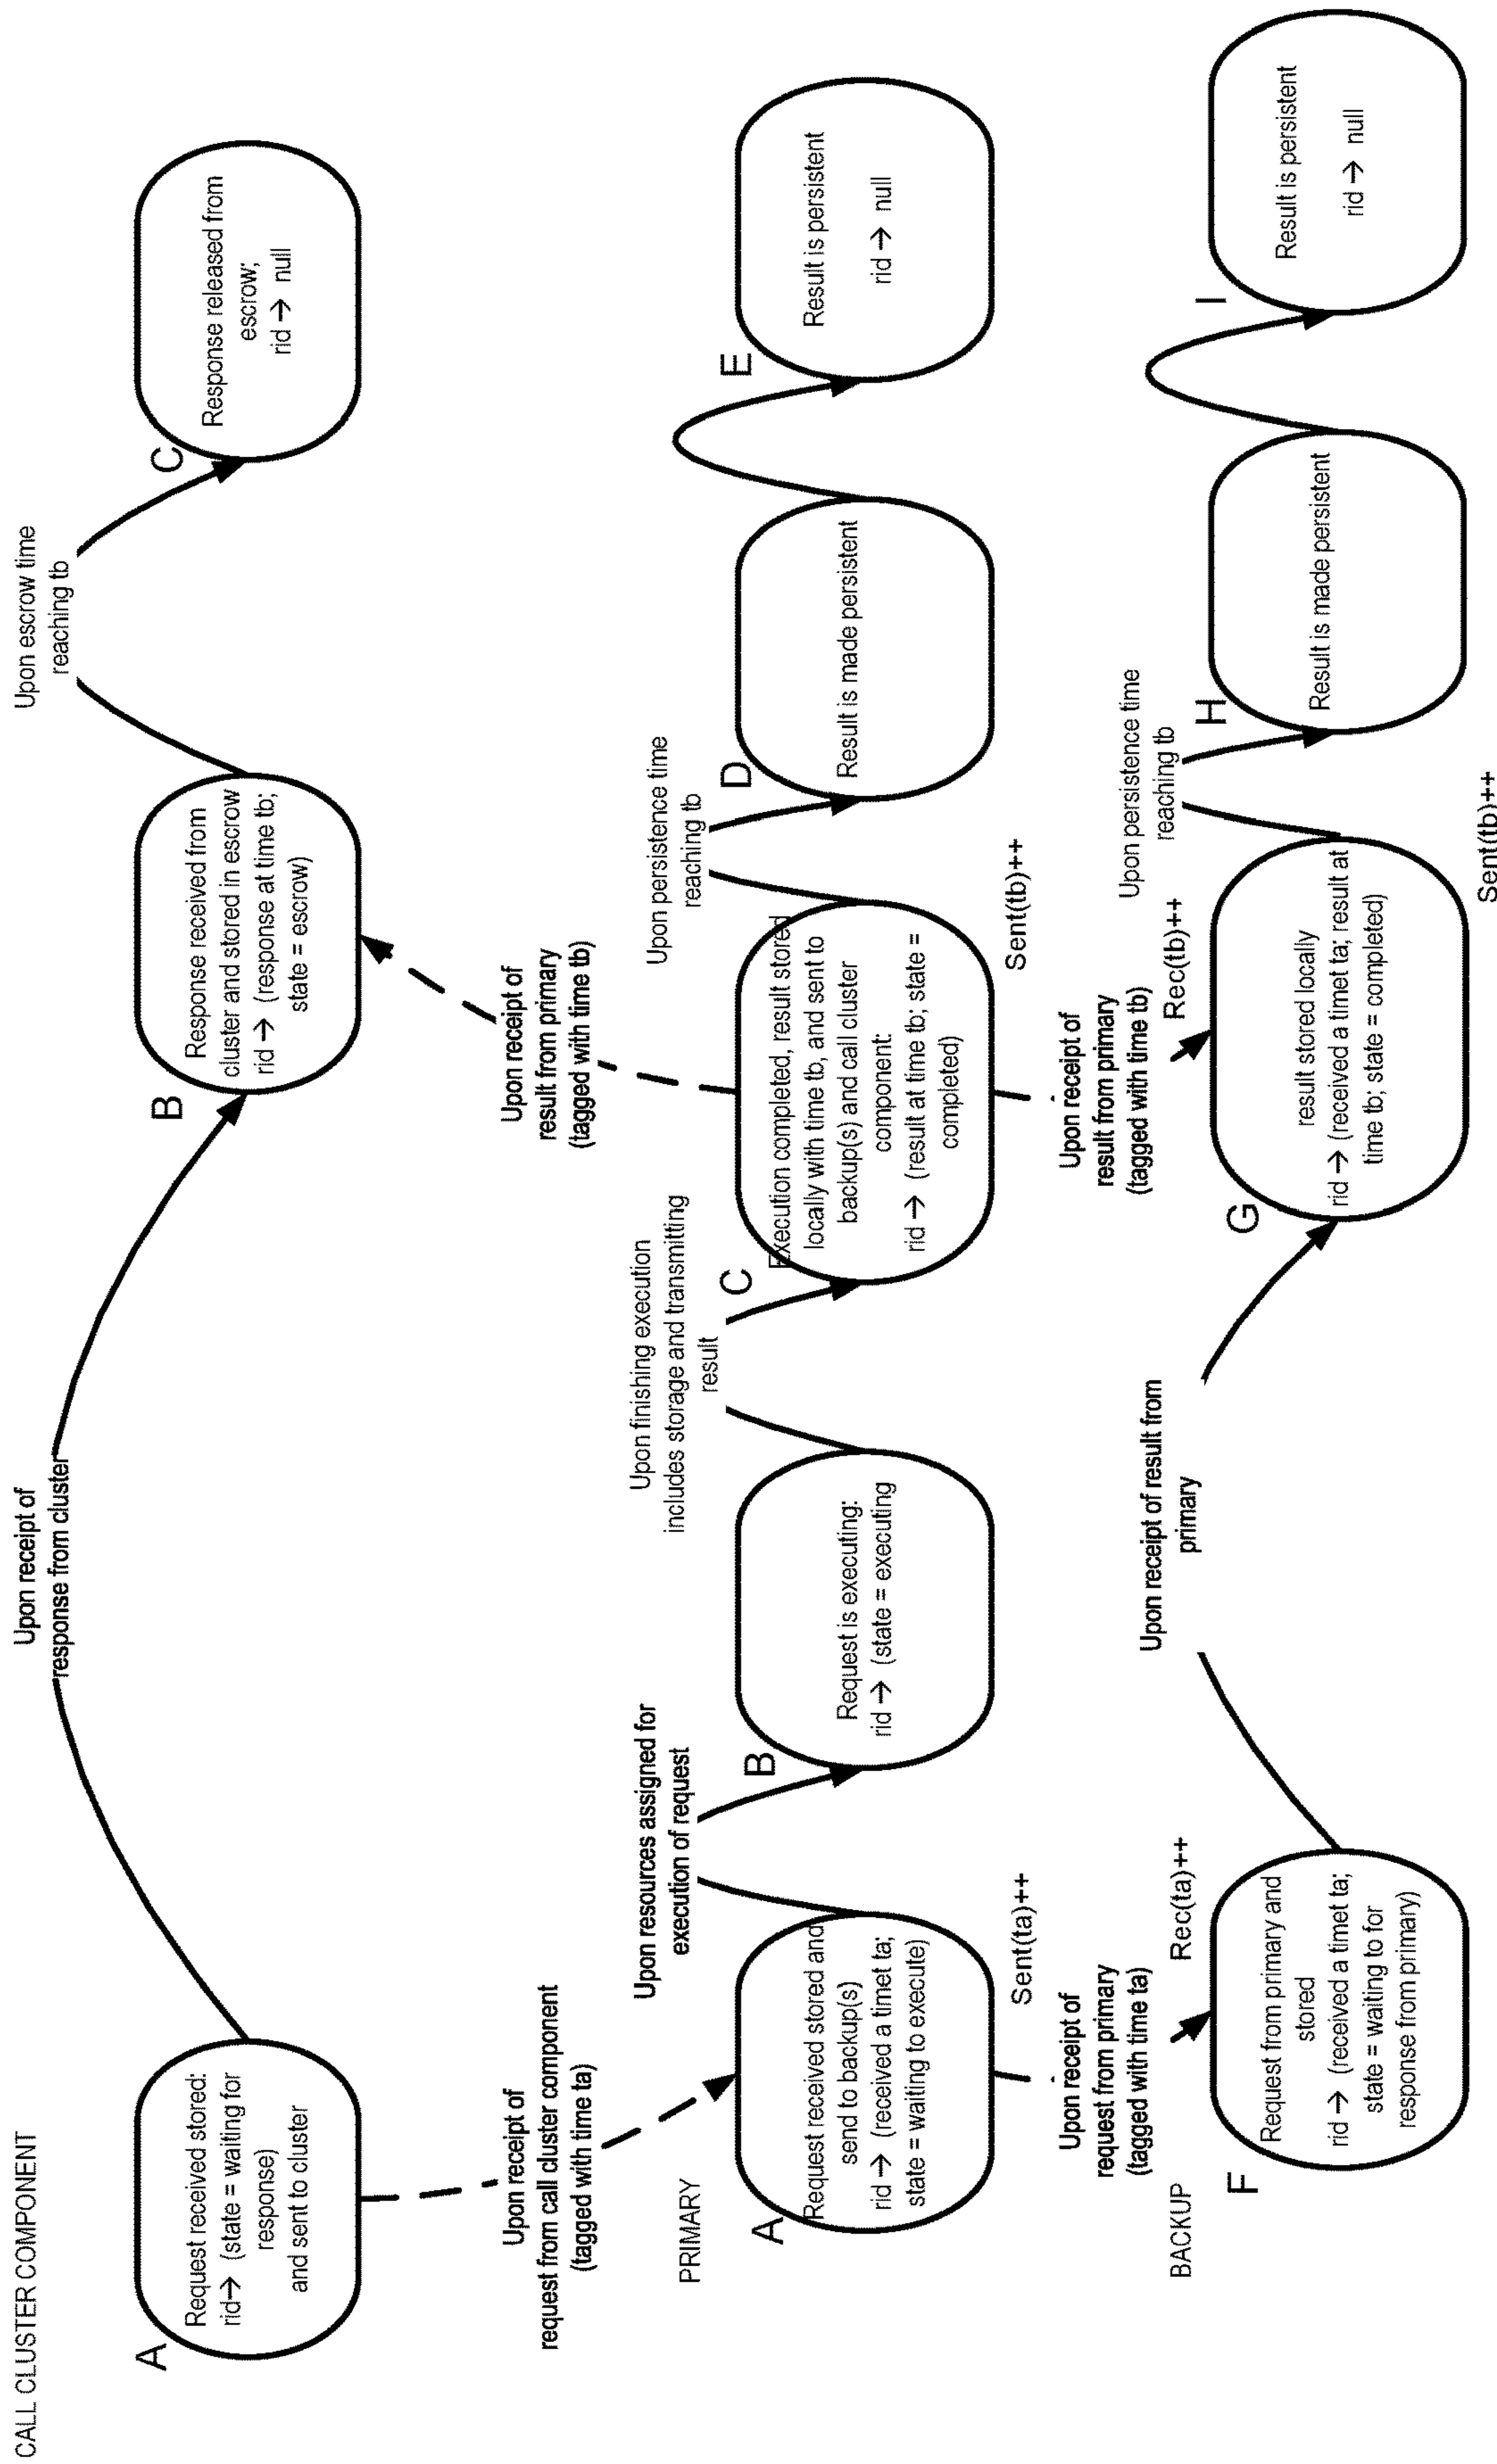 CALL CLUSTER COMPONENT
Upon receipt of
response from cluster
Upon escrow time
reaching tb
A
Request received stored:
rid→ (state = waiting for
response)
and sent to cluster
B
Response received from
cluster and stored in escrow
rid → (response at time tb;
state = escrow)
C
Response released from
escrow;
rid → null
Upon receipt of
request from call cluster component
(tagged with time ta)
Upon receipt of
result from primary
(tagged with time tb)
PRIMARY
Upon resources assigned for
execution of request
Upon finishing execution
includes storage and transmitting
result
Upon persistence time
reaching tb
A
Request received stored and
send to backup(s)
rid → (received a timet ta;
state = waiting to execute)
Sent(ta)++
B
Request is executing:
rid → (state = executing
C
Execution completed, result stored
locally with time tb, and sent to
backup(s) and call cluster
component:
rid → (result at time tb; state =
completed)
Sent(tb)++
D
Result is made persistent
E
Result is persistent
rid → null
Upon receipt of
request from primary
(tagged with time ta)
Upon receipt of
result from primary
(tagged with time tb)
BACKUP
Rec(ta)++
Upon receipt of result from
primary
Rec(tb)++
Upon persistence time
reaching tb
F
Request from primary and
stored
rid → (received a timet ta;
state = waiting to for
response from primary)
G
result stored locally
rid → (received a timet ta; result at
time tb; state = completed)
Sent(tb)++
H
Result is made persistent
I
Result is persistent
rid → null